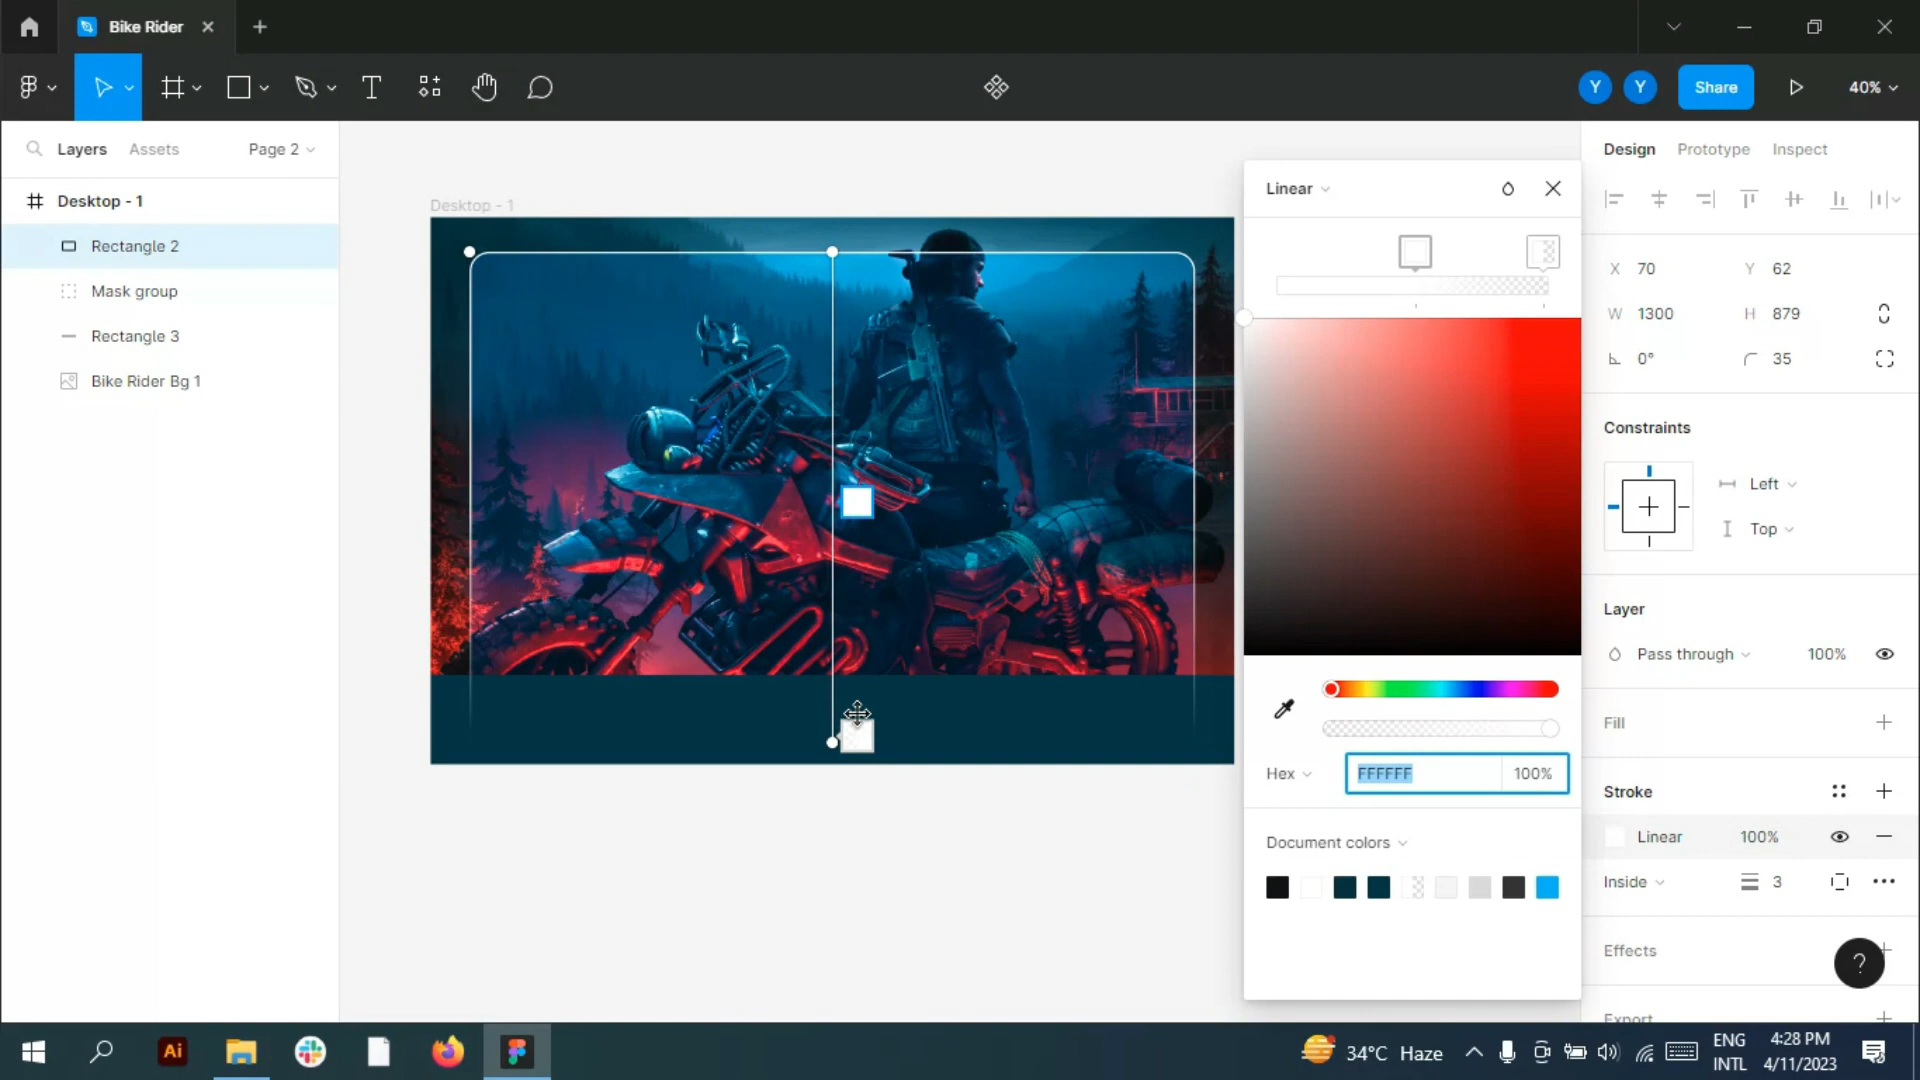 Bike Rider
Y
Y
Share
40%
Layers
Assets
Page 2
Desktop - 1
Rectangle 2
Mask group
Rectangle 3
Bike Rider Bg 1
Desktop - 1
Linear
Hex
FFFFFF
100%
Document colors
Design
Prototype
Inspect
X 70
Y 62
W 1300
H 879
0°
35
Constraints
Left
Top
Layer
Pass through
100%
Fill
Stroke
Linear
100%
Inside
3
Effects
?
Export
Ai
34°C Haze
ENG
INTL
4:28 PM
4/11/2023